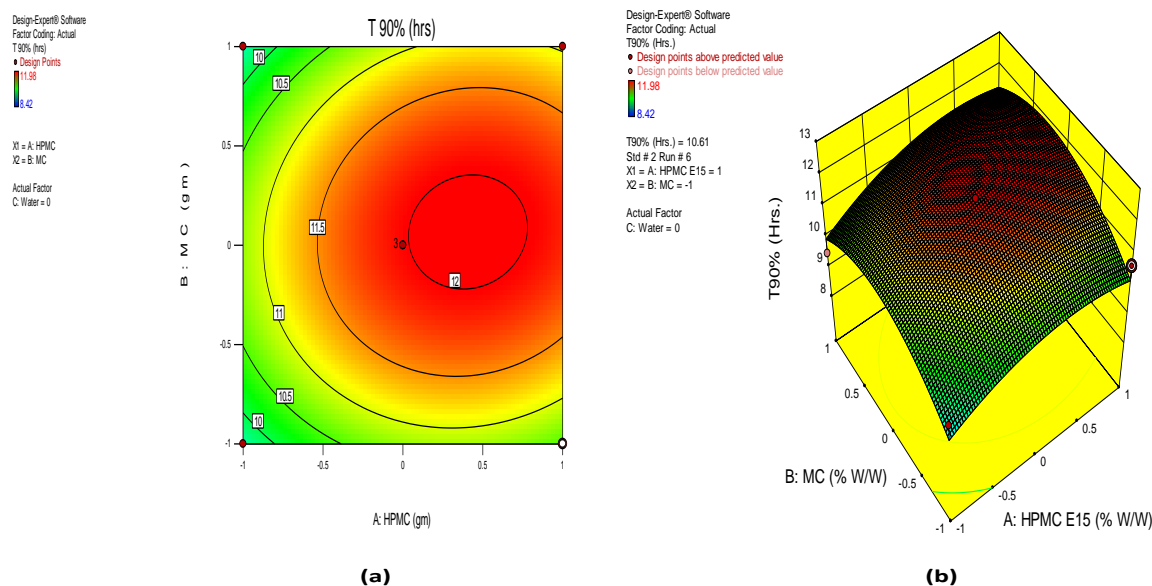 Design-Expert® Software
Factor Coding: Actual
T 90% (hrs)
Design Points
11.98
8.42
X1 = A: HPMC
X2 = B: MC
Actual Factor
C: Water = 0
T 90% (hrs)
1
0.5
0
-0.5
-1
-1
-0.5
0
0.5
1
B: MC (gm)
A: HPMC (gm)
10
10.5
11.5
3
12
11
10.5
10
(a)
Design-Expert® Software
Factor Coding: Actual
T90% (Hrs.)
Design points above predicted value
Design points below predicted value
11.98
8.42
T90% (Hrs.) = 10.61
Std # 2 Run # 6
X1 = A: HPMC E15 = 1
X2 = B: MC = -1
Actual Factor
C: Water = 0
13
12
11
10
9
8
T90% (Hrs.)
1
0.5
0
-0.5
-1
-1
-0.5
0
0.5
1
B: MC (% W/W)
A: HPMC E15 (% W/W)
(b)